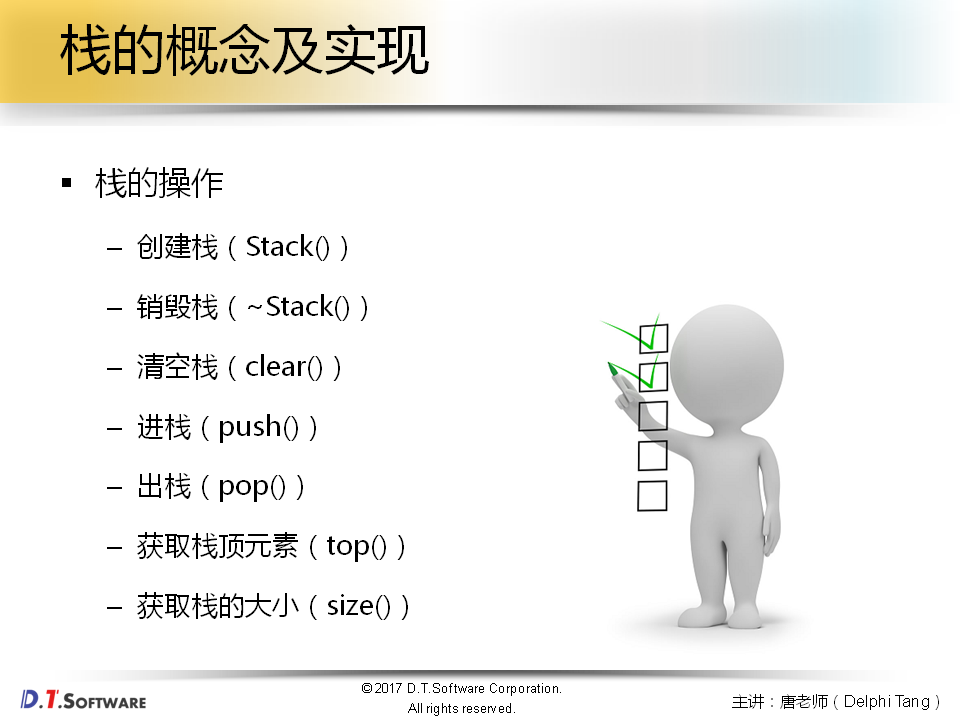 栈的概念及实现
▪ 栈的操作
– 创建栈（Stack()）
– 销毁栈（~Stack()）
– 清空栈（clear()）
– 进栈（push()）
– 出栈（pop()）
– 获取栈顶元素（top()）
– 获取栈的大小（size()）
D.T.SOFTWARE
©2017 D.T.Software Corporation.
All rights reserved.
主讲：唐老师（Delphi Tang）